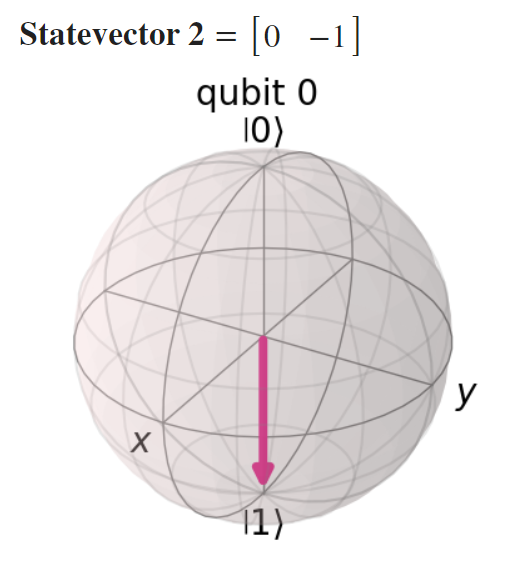 Statevector 2 = [0 −1]
qubit 0
|0⟩
x
y
|1⟩